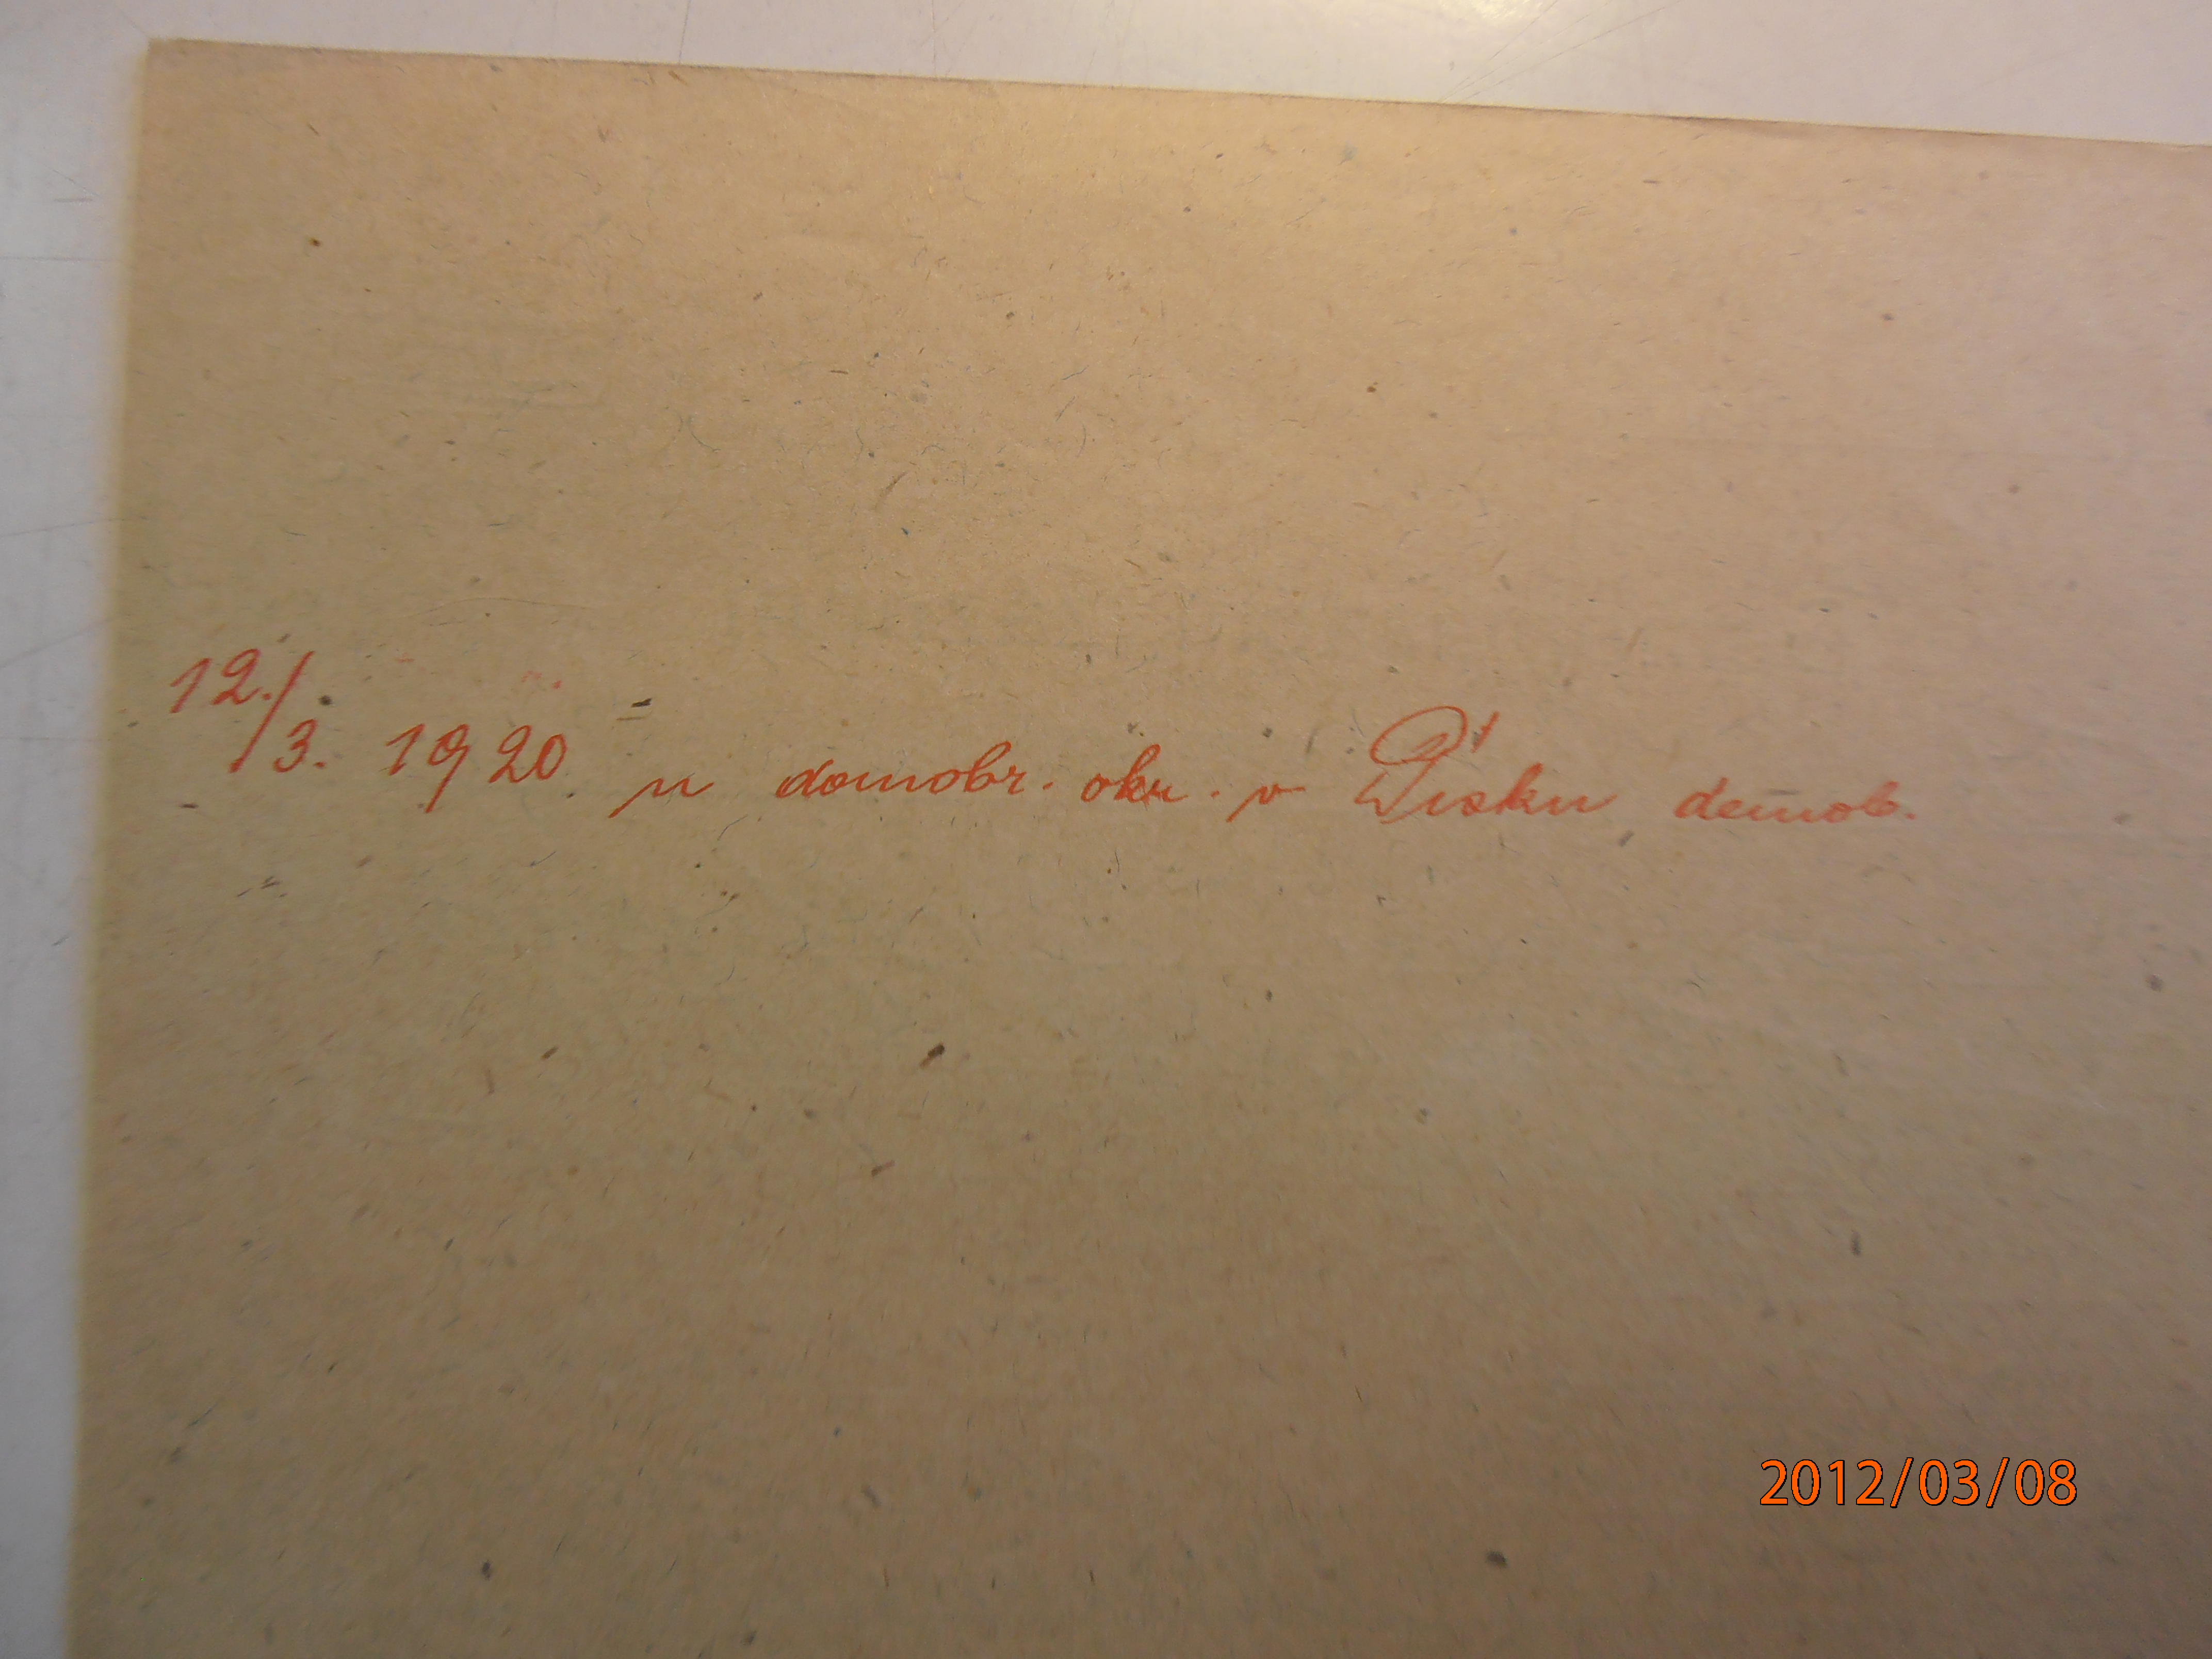 12./3. 1920 u domobr. okr. v Písku demob.
2012/03/08